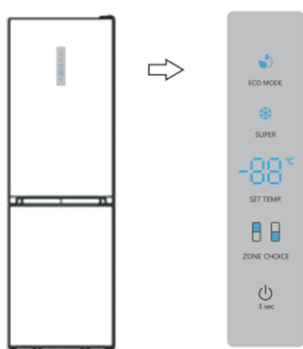 ECO MODE
SUPER
-88°C
SET TEMP.
ZONE CHOICE
3 sec